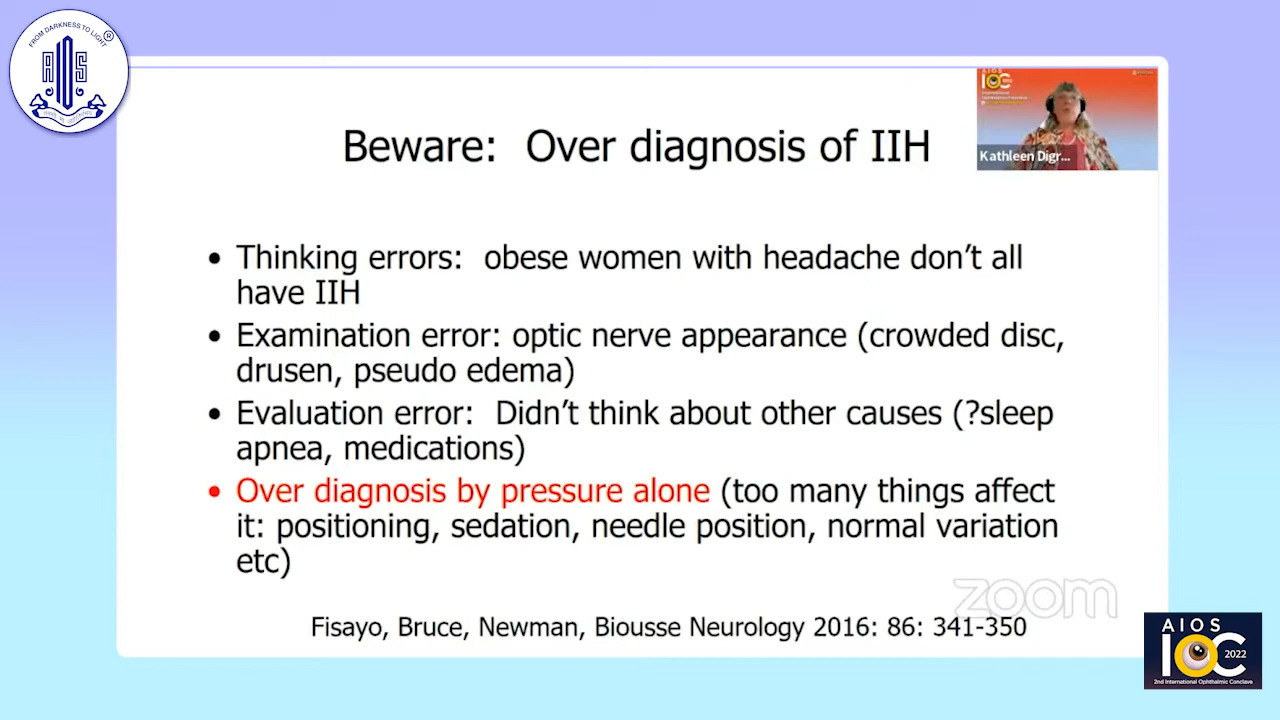 FROM DARKNESS TO LIGHT
®
AIOS
AIOS
IOC 2022
Kathleen Digr...
Beware: Over diagnosis of IIH
• Thinking errors: obese women with headache don't all
have IIH
• Examination error: optic nerve appearance (crowded disc,
drusen, pseudo edema)
• Evaluation error: Didn't think about other causes (?sleep
apnea, medications)
• Over diagnosis by pressure alone (too many things affect
it: positioning, sedation, needle position, normal variation
etc)
zoom
Fisayo, Bruce, Newman, Biousse Neurology 2016: 86: 341-350
AIOS
IOC 2022
2nd International Ophthalmic Conclave